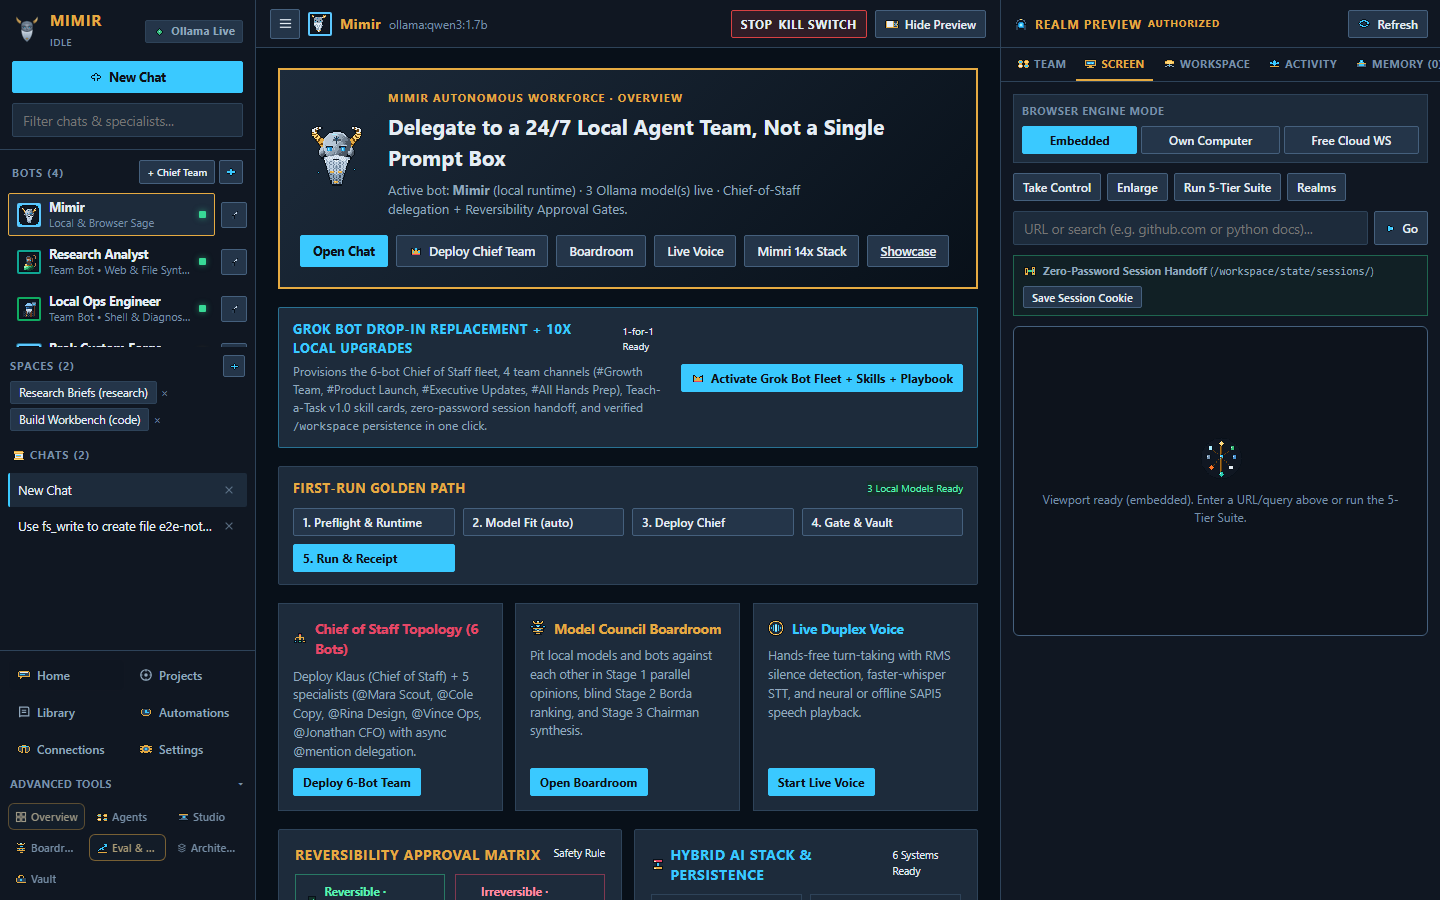 MIMIR
IDLE
Ollama Live
New Chat
Filter chats & specialists...
BOTS (4)
+ Chief Team
+
Mimir
Local & Browser Sage
Research Analyst
Team Bot • Web & File Synt...
Local Ops Engineer
Team Bot • Shell & Diagnos...
SPACES (2)
+
Research Briefs (research) ×
Build Workbench (code) ×
CHATS (2)
New Chat ×
Use fs_write to create file e2e-not... ×
Home
Projects
Library
Automations
Connections
Settings
ADVANCED TOOLS
Overview
Agents
Studio
Boardr...
Eval & ...
Archite...
Vault
Mimir ollama:qwen3:1.7b
STOP KILL SWITCH
Hide Preview
MIMIR AUTONOMOUS WORKFORCE · OVERVIEW
Delegate to a 24/7 Local Agent Team, Not a Single
Prompt Box
Active bot: Mimir (local runtime) · 3 Ollama model(s) live · Chief-of-Staff
delegation + Reversibility Approval Gates.
Open Chat
Deploy Chief Team
Boardroom
Live Voice
Mimri 14x Stack
Showcase
GROK BOT DROP-IN REPLACEMENT + 10X
LOCAL UPGRADES
1-for-1
Ready
Provisions the 6-bot Chief of Staff fleet, 4 team channels (#Growth
Team, #Product Launch, #Executive Updates, #All Hands Prep), Teach-
a-Task v1.0 skill cards, zero-password session handoff, and verified
/workspace persistence in one click.
Activate Grok Bot Fleet + Skills + Playbook
FIRST-RUN GOLDEN PATH
3 Local Models Ready
1. Preflight & Runtime
2. Model Fit (auto)
3. Deploy Chief
4. Gate & Vault
5. Run & Receipt
Chief of Staff Topology (6
Bots)
Deploy Klaus (Chief of Staff) + 5
specialists (@Mara Scout, @Cole
Copy, @Rina Design, @Vince Ops,
@Jonathan CFO) with async
@mention delegation.
Deploy 6-Bot Team
Model Council Boardroom
Pit local models and bots against
each other in Stage 1 parallel
opinions, blind Stage 2 Borda
ranking, and Stage 3 Chairman
synthesis.
Open Boardroom
Live Duplex Voice
Hands-free turn-taking with RMS
silence detection, faster-whisper
STT, and neural or offline SAPI5
speech playback.
Start Live Voice
REVERSIBILITY APPROVAL MATRIX
Safety Rule
Reversible ·
Irreversible ·
HYBRID AI STACK &
PERSISTENCE
6 Systems
Ready
REALM PREVIEW AUTHORIZED
Refresh
TEAM
SCREEN
WORKSPACE
ACTIVITY
MEMORY (0)
BROWSER ENGINE MODE
Embedded
Own Computer
Free Cloud WS
Take Control
Enlarge
Run 5-Tier Suite
Realms
URL or search (e.g. github.com or python docs)...
Go
Zero-Password Session Handoff (/workspace/state/sessions/)
Save Session Cookie
Viewport ready (embedded). Enter a URL/query above or run the 5-
Tier Suite.